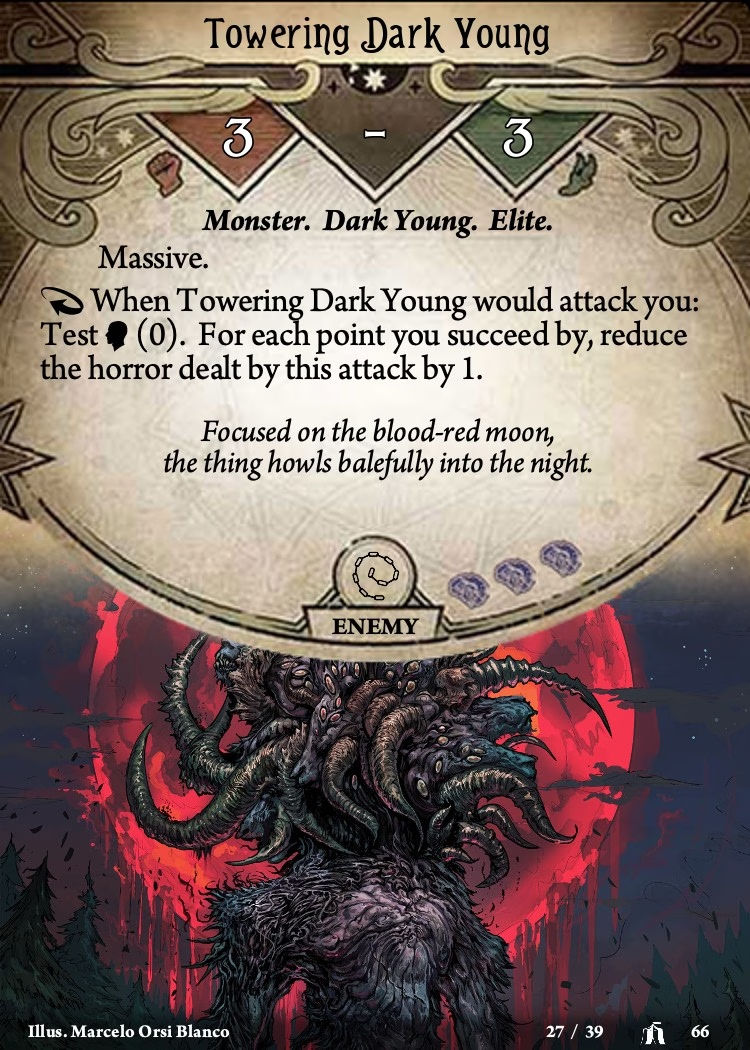 Towering Dark Young
3 – 3
Monster. Dark Young. Elite.
Massive.
When Towering Dark Young would attack you:
Test (0). For each point you succeed by, reduce
the horror dealt by this attack by 1.
Focused on the blood-red moon,
the thing howls balefully into the night.
ENEMY
Illus. Marcelo Orsi Blanco 27 / 39 66